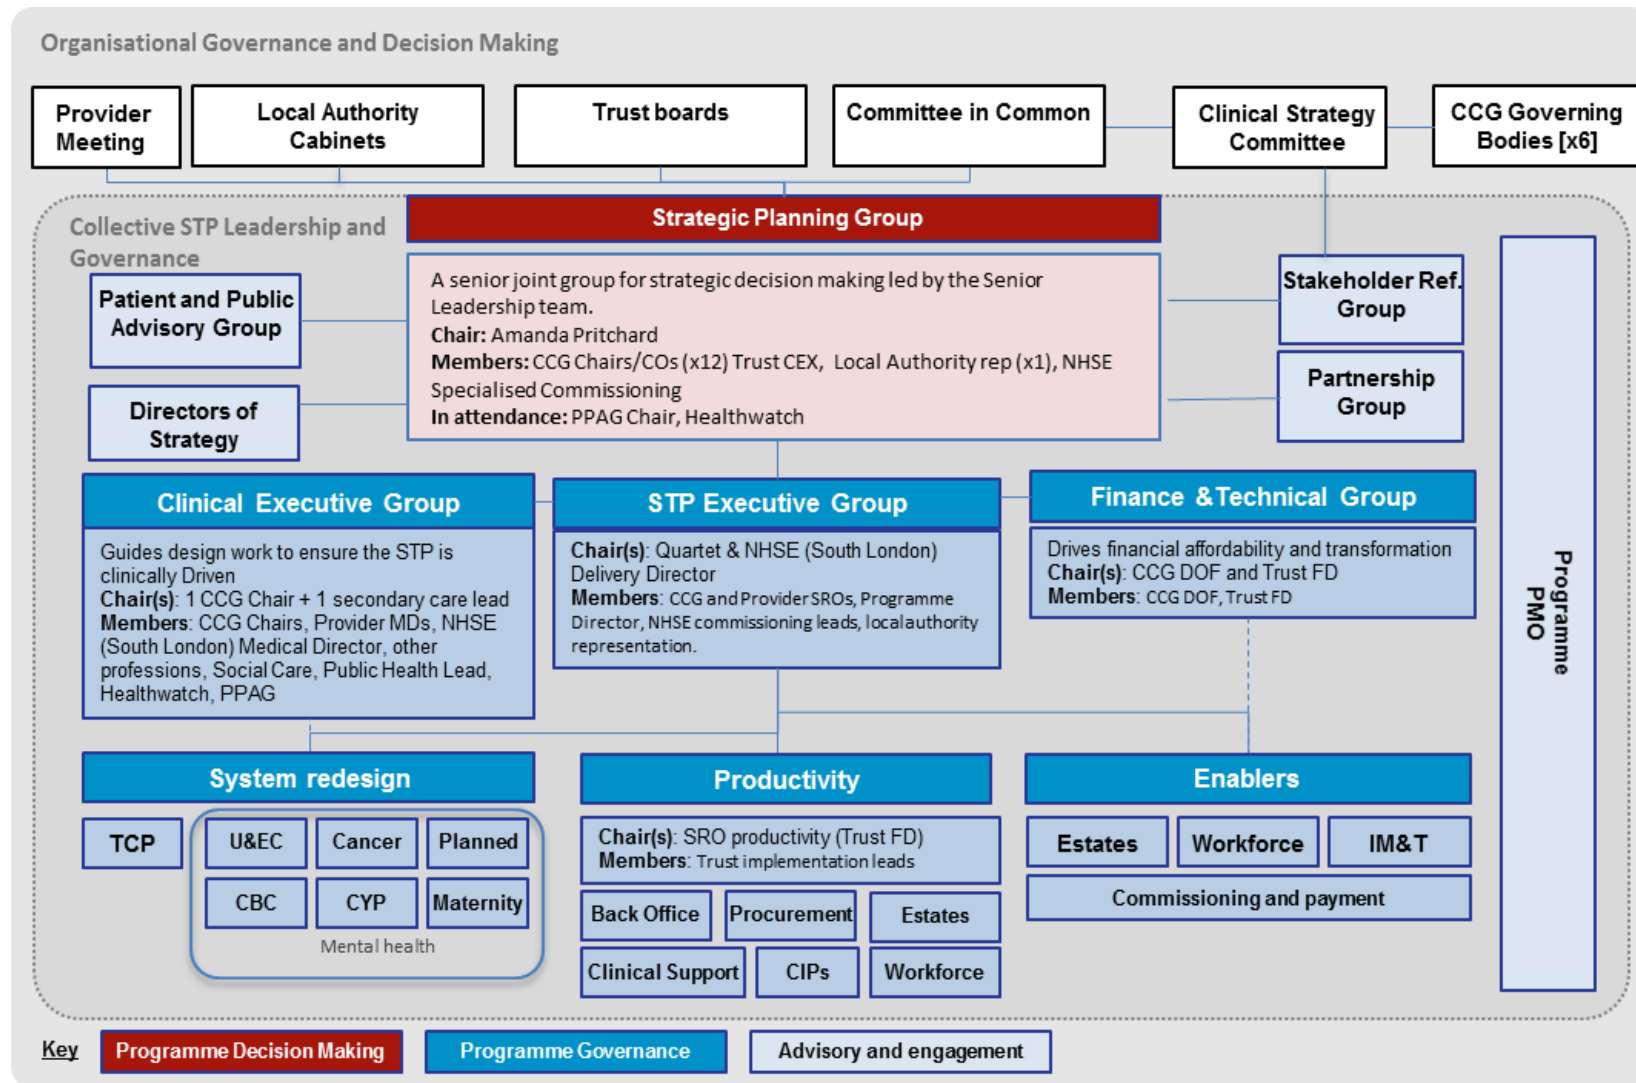 Organisational Governance and Decision Making
Provider
Meeting
Local Authority
Cabinets
Trust boards
Committee in Common
Clinical Strategy
Committee
CCG Governing
Bodies [x6]
Collective STP Leadership and
Governance
Strategic Planning Group
A senior joint group for strategic decision making led by the Senior
Leadership team.
Chair: Amanda Pritchard
Members: CCG Chairs/COs (x12) Trust CEX, Local Authority rep (x1), NHSE
Specialised Commissioning
In attendance: PPAG Chair, Healthwatch
Patient and Public
Advisory Group
Directors of
Strategy
Stakeholder Ref.
Group
Partnership
Group
Programme
PMO
Clinical Executive Group
Guides design work to ensure the STP is
clinically Driven
Chair(s): 1 CCG Chair + 1 secondary care lead
Members: CCG Chairs, Provider MDs, NHSE
(South London) Medical Director, other
professions, Social Care, Public Health Lead,
Healthwatch, PPAG
STP Executive Group
Chair(s): Quartet & NHSE (South London)
Delivery Director
Members: CCG and Provider SROs, Programme
Director, NHSE commissioning leads, local authority
representation.
Finance &Technical Group
Drives financial affordability and transformation
Chair(s): CCG DOF and Trust FD
Members: CCG DOF, Trust FD
System redesign
TCP
U&EC
Cancer
Planned
CBC
CYP
Maternity
Mental health
Productivity
Chair(s): SRO productivity (Trust FD)
Members: Trust implementation leads
Back Office
Procurement
Estates
Clinical Support
CIPs
Workforce
Enablers
Estates
Workforce
IM&T
Commissioning and payment
Key
Programme Decision Making
Programme Governance
Advisory and engagement